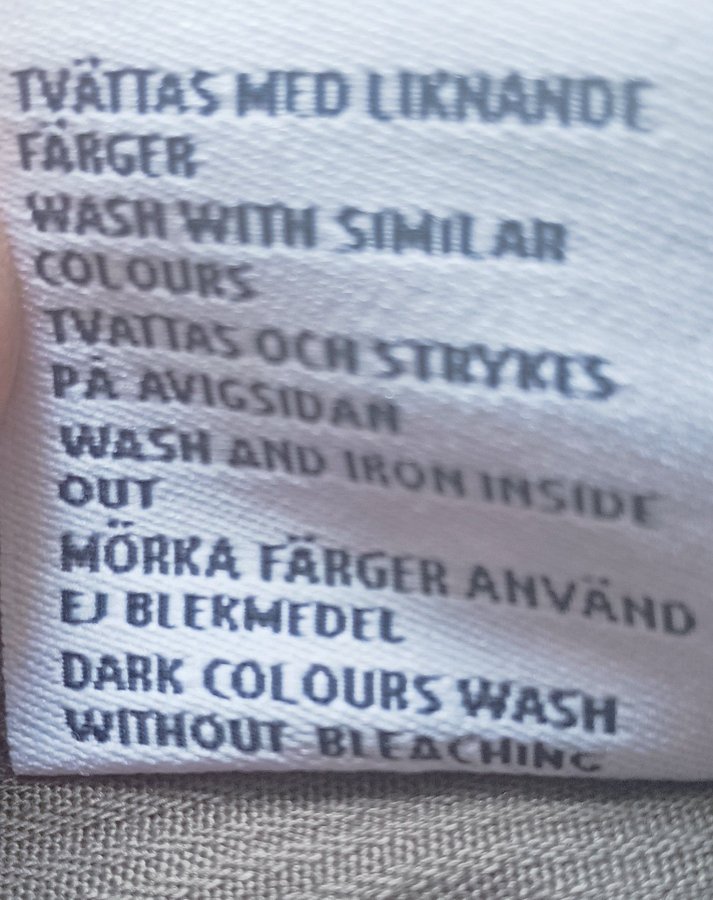 TVÄTTAS MED LIKNANDE
FÄRGER
WASH WITH SIMILAR
COLOURS
TVÄTTAS OCH STRYKES
PÅ AVIGSIDAN
WASH AND IRON INSIDE
OUT
MÖRKA FÄRGER ANVÄND
EJ BLEKMEDEL
DARK COLOURS WASH
WITHOUT BLEACHING